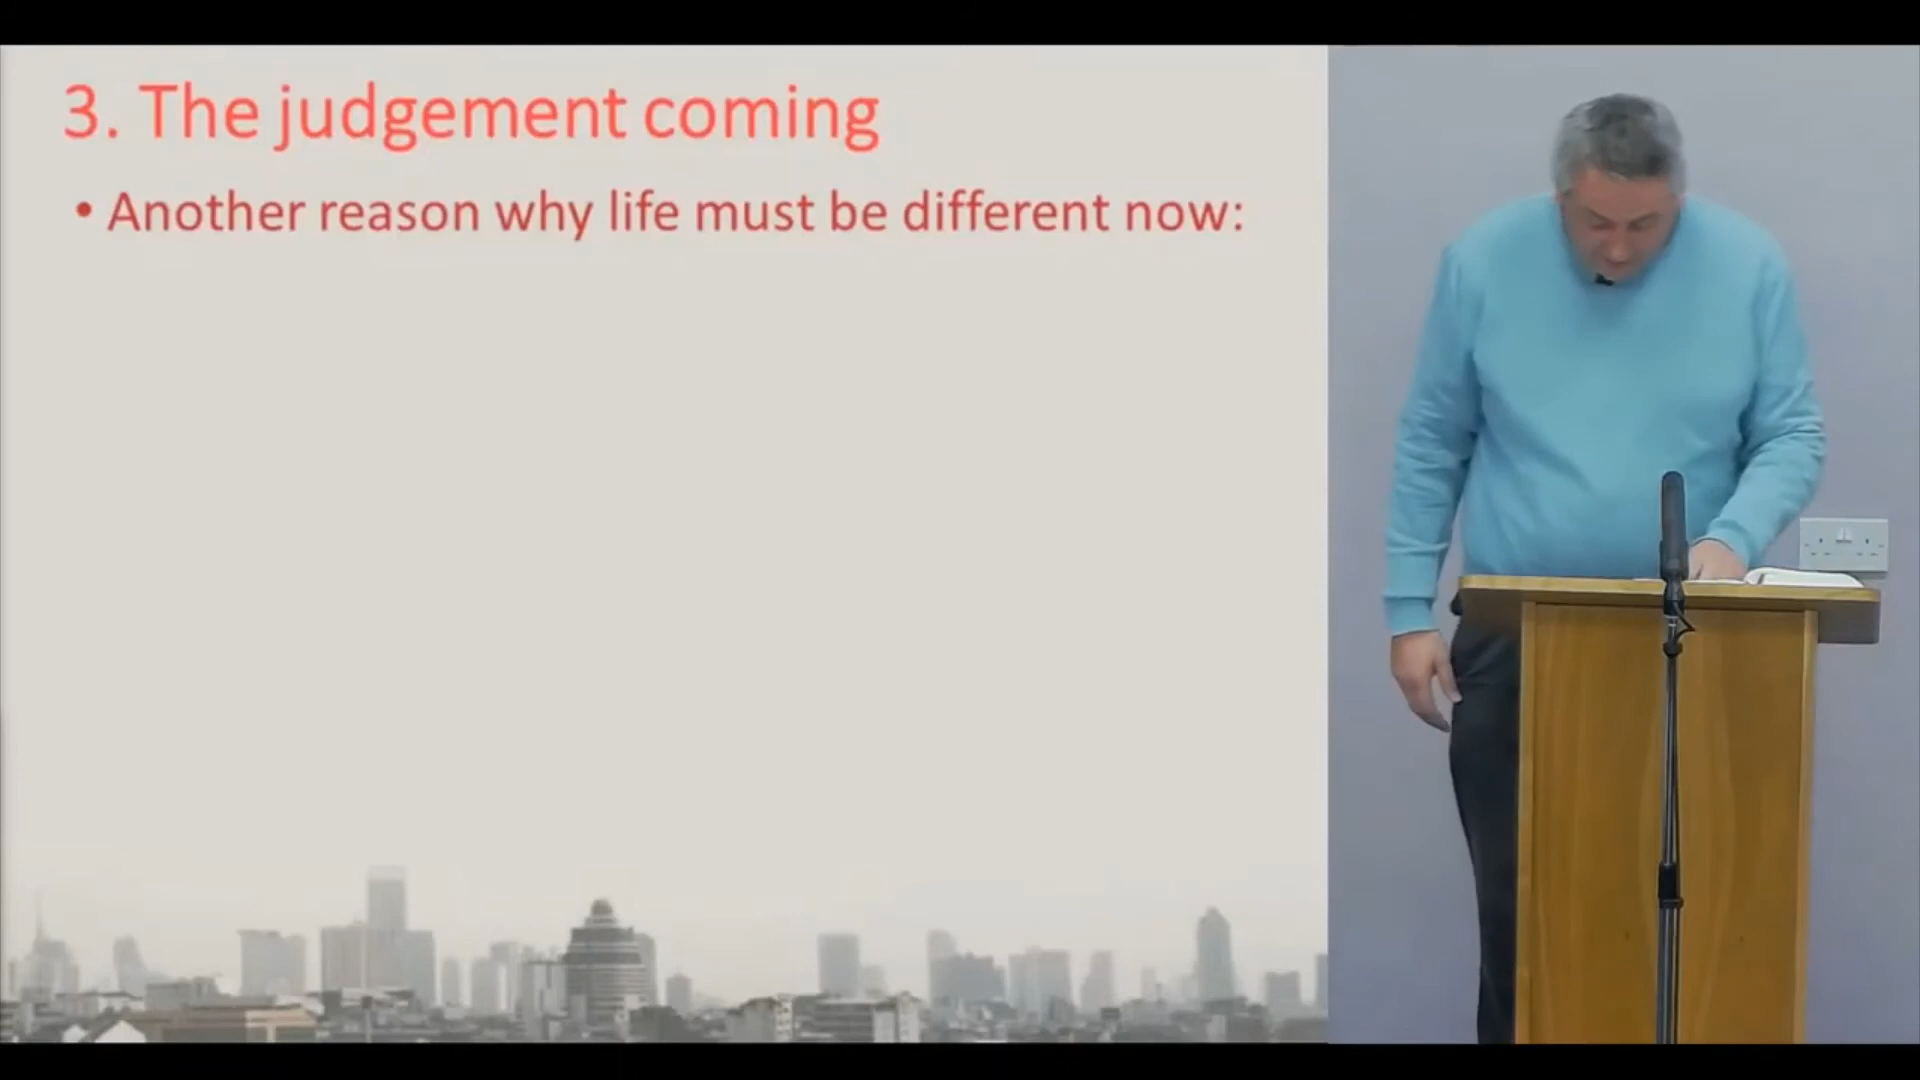 3. The judgement coming
• Another reason why life must be different now: